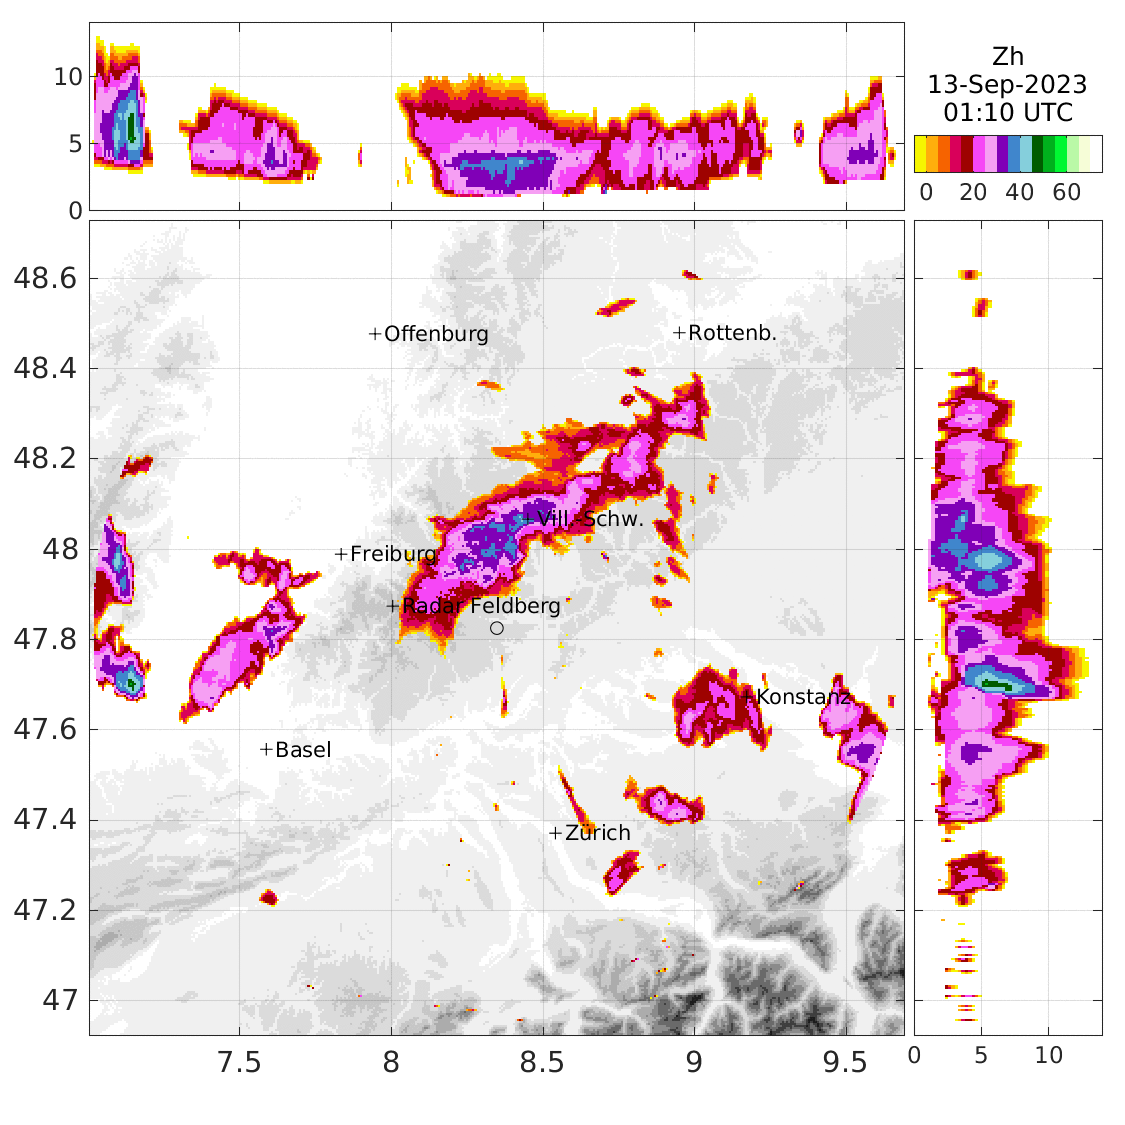 10
5
0
Zh
13-Sep-2023
01:10 UTC
0 20 40 60
48.6
48.4
48.2
48
47.8
47.6
47.4
47.2
47
+Offenburg
+Rottenb.
+Vill.-Schw.
+Freiburg
+Radar Feldberg
+Konstanz
+Basel
+Zürich
7.5 8 8.5 9 9.5
0 5 10